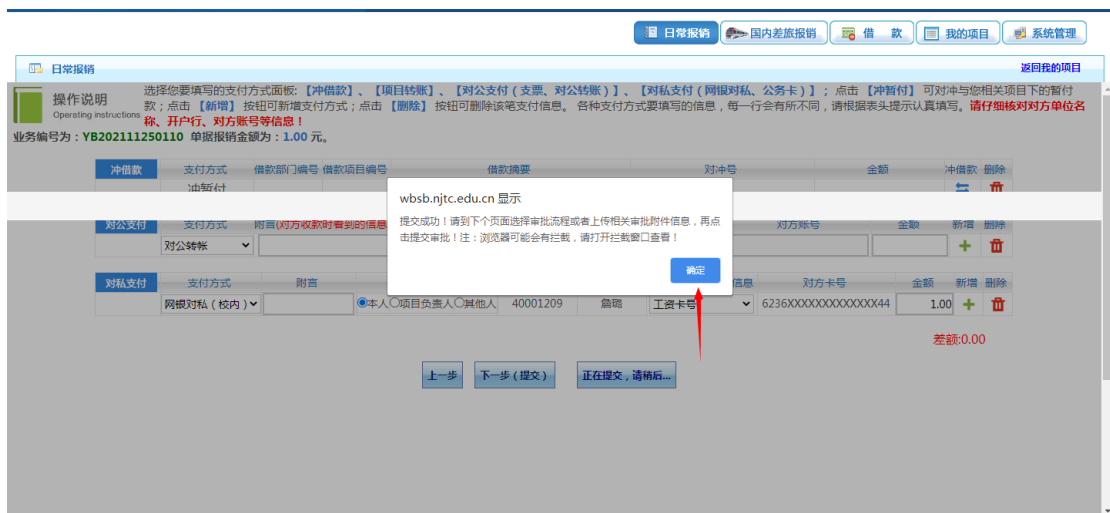 日常报销 国内差旅报销 借 款 我的项目 系统管理
日常报销 返回我的项目
操作说明
Operating instructions
选择您要填写的支付方式面板:【冲借款】、【项目转账】、【对公支付(支票、对公转账)】、【对私支付(网银对私、公务卡)】;点击【冲暂付】可对冲与您相关项目下的暂付
款;点击【新增】按钮可新增支付方式;点击【删除】按钮可删除该笔支付信息。 各种支付方式要填写的信息,每一行会有所不同,请根据表头提示认真填写。请仔细核对对方单位名
称、开户行、对方账号等信息!
业务编号为:YB202111250110 单据报销金额为:1.00 元。
冲借款 支付方式 借款部门编号 借款项目编号 借款摘要 对冲号 金额 冲借款 删除
冲暂付
wbsb.njtc.edu.cn 显示
提交成功!请到下个页面选择审批流程或者上传相关审批附件信息,再点
击提交审批!注:浏览器可能会有拦截,请打开拦截窗口查看!
确定
对公支付 支付方式 附言(对方收款时看到的信息 对方账号 金额 新增 删除
对公转帐
对私支付 支付方式 附言 信息 对方卡号 金额 新增 删除
网银对私(校内) 本人 项目负责人 其他人 40001209 詹璐 工资卡号 6236XXXXXXXXXXXXX44 1.00
差额:0.00
上一步 下一步(提交) 正在提交,请稍后...